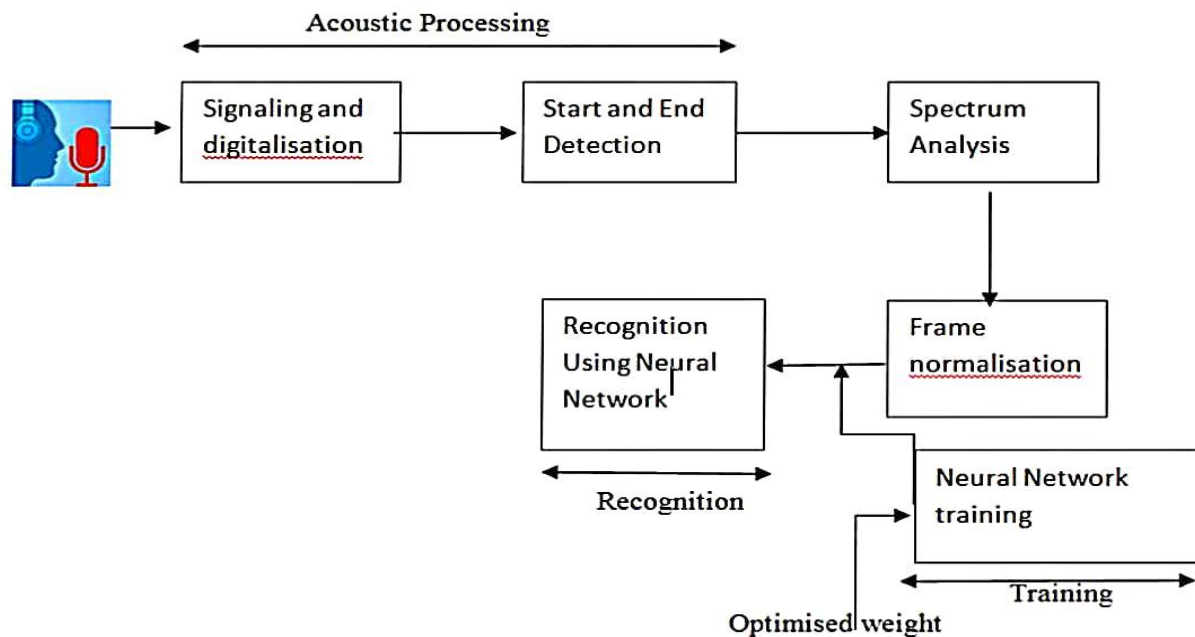 Acoustic Processing
Signaling and
digitalisation
Start and End
Detection
Spectrum
Analysis
Frame
normalisation
Recognition
Using Neural
Network
Recognition
Neural Network
training
Training
Optimised weight